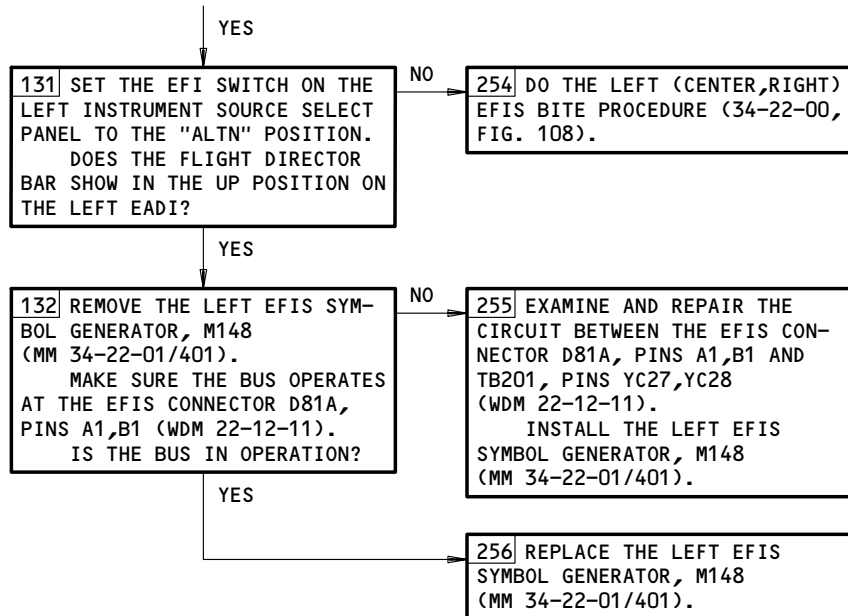 YES
131 SET THE EFI SWITCH ON THE
LEFT INSTRUMENT SOURCE SELECT
PANEL TO THE "ALTN" POSITION.
DOES THE FLIGHT DIRECTOR
BAR SHOW IN THE UP POSITION ON
THE LEFT EADI?
NO
254 DO THE LEFT (CENTER,RIGHT)
EFIS BITE PROCEDURE (34-22-00,
FIG. 108).
YES
132 REMOVE THE LEFT EFIS SYM-
BOL GENERATOR, M148
(MM 34-22-01/401).
MAKE SURE THE BUS OPERATES
AT THE EFIS CONNECTOR D81A,
PINS A1,B1 (WDM 22-12-11).
IS THE BUS IN OPERATION?
NO
255 EXAMINE AND REPAIR THE
CIRCUIT BETWEEN THE EFIS CON-
NECTOR D81A, PINS A1,B1 AND
TB201, PINS YC27,YC28
(WDM 22-12-11).
INSTALL THE LEFT EFIS
SYMBOL GENERATOR, M148
(MM 34-22-01/401).
YES
256 REPLACE THE LEFT EFIS
SYMBOL GENERATOR, M148
(MM 34-22-01/401).